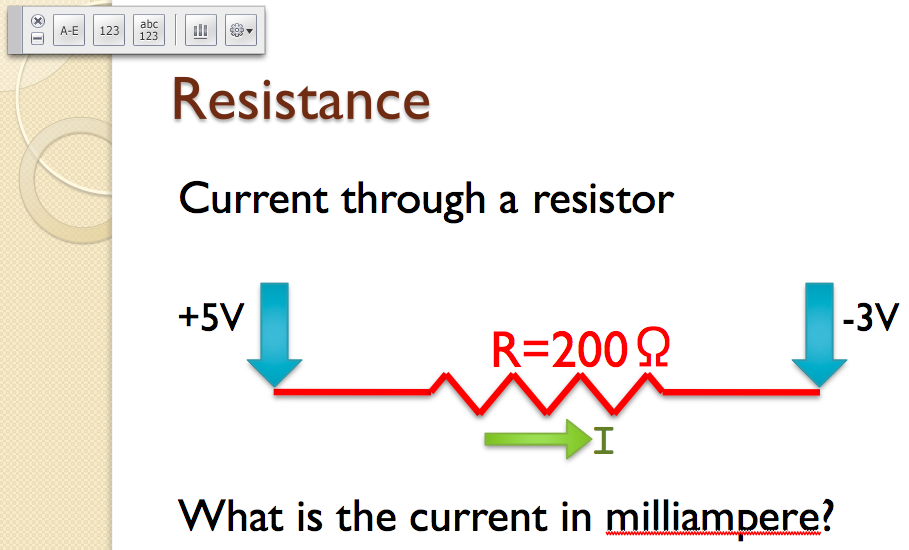 A-E 123 abc 123
Resistance
Current through a resistor
+5V -3V
R=200 Ω
I
What is the current in milliampere?